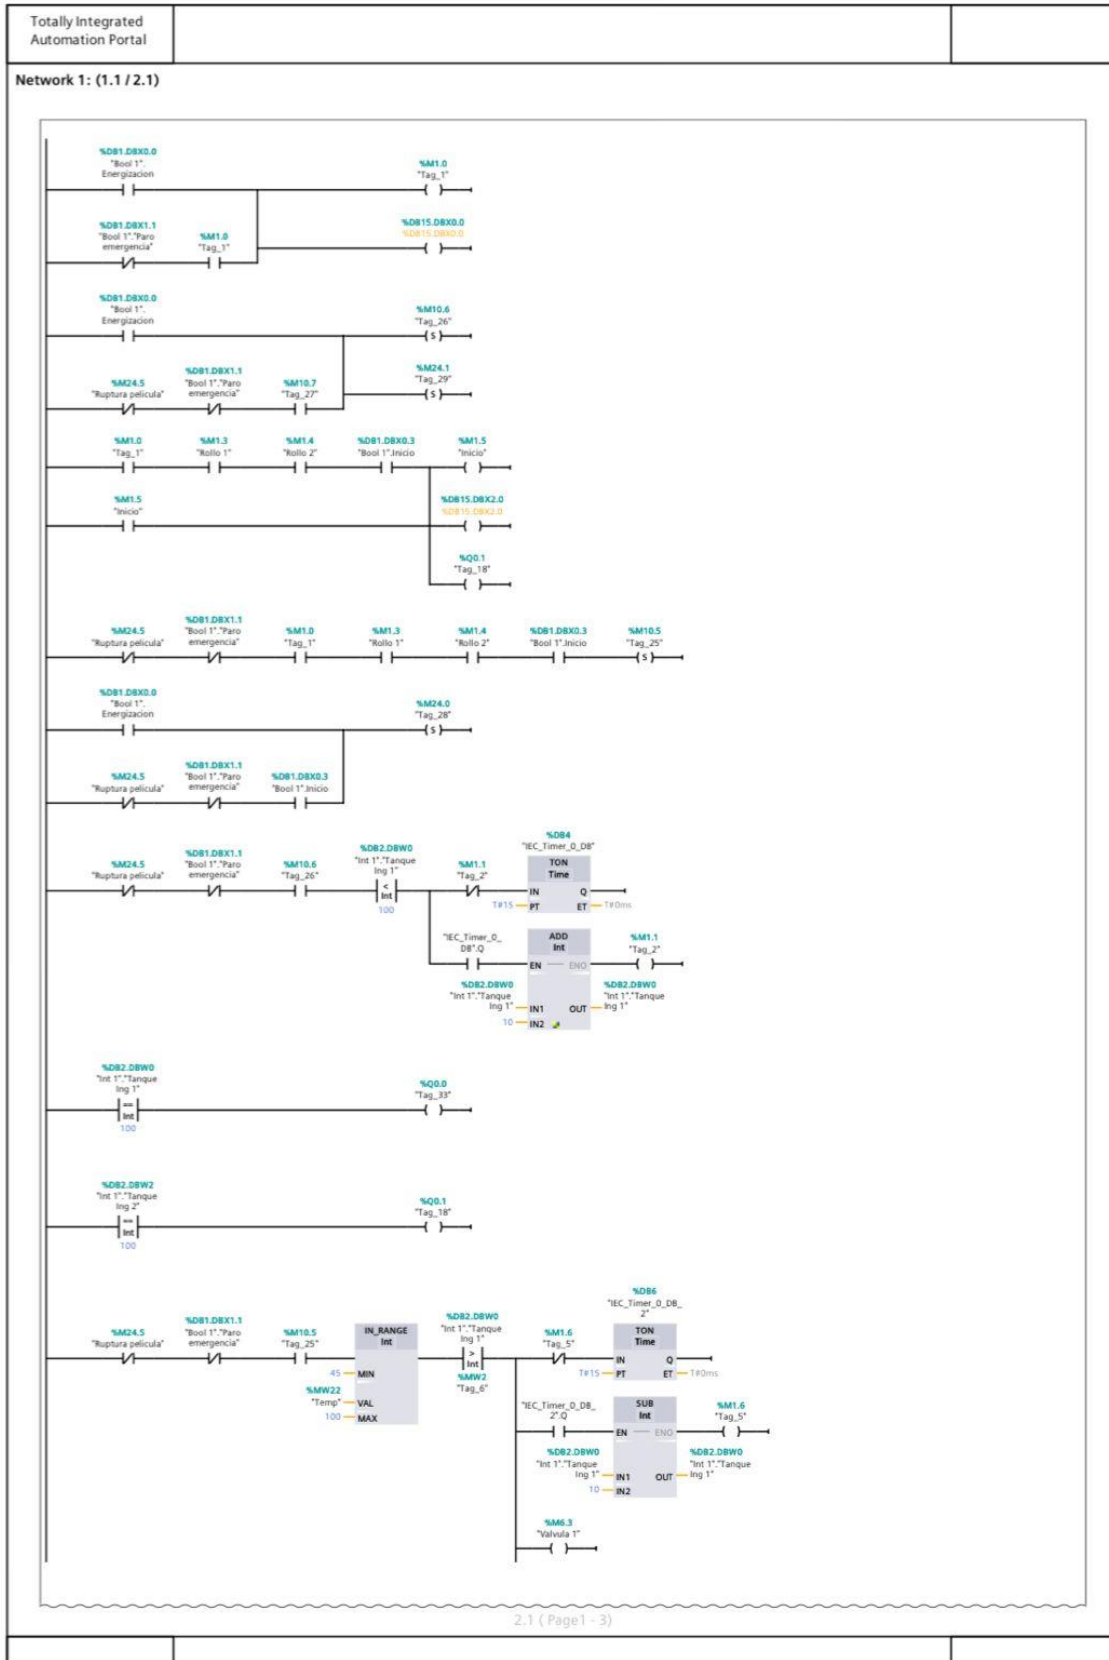 Totally Integrated
Automation Portal
Network 1: (1.1 / 2.1)
%DB1.DBX0.0
"Bool 1".
Energizacion
%M1.0
"Tag_1"
%DB1.DBX1.1
"Bool 1"."Paro
emergencia"
%M1.0
"Tag_1"
%DB15.DBX0.0
%DB15.DBX0.0
%DB1.DBX0.0
"Bool 1".
Energizacion
%M10.6
"Tag_26"
S
%M24.5
"Ruptura pelicula"
%DB1.DBX1.1
"Bool 1"."Paro
emergencia"
%M10.7
"Tag_27"
%M24.1
"Tag_29"
S
%M1.0
"Tag_1"
%M1.3
"Rollo 1"
%M1.4
"Rollo 2"
%DB1.DBX0.3
"Bool 1".Inicio
%M1.5
"Inicio"
%M1.5
"Inicio"
%DB15.DBX2.0
%DB15.DBX2.0
%Q0.1
"Tag_18"
%M24.5
"Ruptura pelicula"
%DB1.DBX1.1
"Bool 1"."Paro
emergencia"
%M1.0
"Tag_1"
%M1.3
"Rollo 1"
%M1.4
"Rollo 2"
%DB1.DBX0.3
"Bool 1".Inicio
%M10.5
"Tag_25"
S
%DB1.DBX0.0
"Bool 1".
Energizacion
%M24.0
"Tag_28"
S
%M24.5
"Ruptura pelicula"
%DB1.DBX1.1
"Bool 1"."Paro
emergencia"
%DB1.DBX0.3
"Bool 1".Inicio
%M24.5
"Ruptura pelicula"
%DB1.DBX1.1
"Bool 1"."Paro
emergencia"
%M10.6
"Tag_26"
%DB2.DBW0
"Int 1"."Tanque
Ing 1"
<
Int
100
%M1.1
"Tag_2"
%DB4
"IEC_Timer_0_DB"
TON
Time
IN
Q
T#1S
PT
ET
T#0ms
"IEC_Timer_0_
DB".Q
ADD
Int
EN
ENO
%M1.1
"Tag_2"
%DB2.DBW0
"Int 1"."Tanque
Ing 1"
IN1
10
IN2
OUT
%DB2.DBW0
"Int 1"."Tanque
Ing 1"
%DB2.DBW0
"Int 1"."Tanque
Ing 1"
==
Int
100
%Q0.0
"Tag_33"
%DB2.DBW2
"Int 1"."Tanque
Ing 2"
==
Int
100
%Q0.1
"Tag_18"
%M24.5
"Ruptura pelicula"
%DB1.DBX1.1
"Bool 1"."Paro
emergencia"
%M10.5
"Tag_25"
IN_RANGE
Int
45
MIN
%MW22
"Temp"
VAL
100
MAX
%DB2.DBW0
"Int 1"."Tanque
Ing 1"
>
Int
%MW2
"Tag_6"
%M1.6
"Tag_5"
%DB6
"IEC_Timer_0_DB_
2"
TON
Time
IN
Q
T#1S
PT
ET
T#0ms
"IEC_Timer_0_DB_
2".Q
SUB
Int
EN
ENO
%M1.6
"Tag_5"
%DB2.DBW0
"Int 1"."Tanque
Ing 1"
IN1
10
IN2
OUT
%DB2.DBW0
"Int 1"."Tanque
Ing 1"
%M6.3
"Valvula 1"
2.1 ( Page1 - 3)